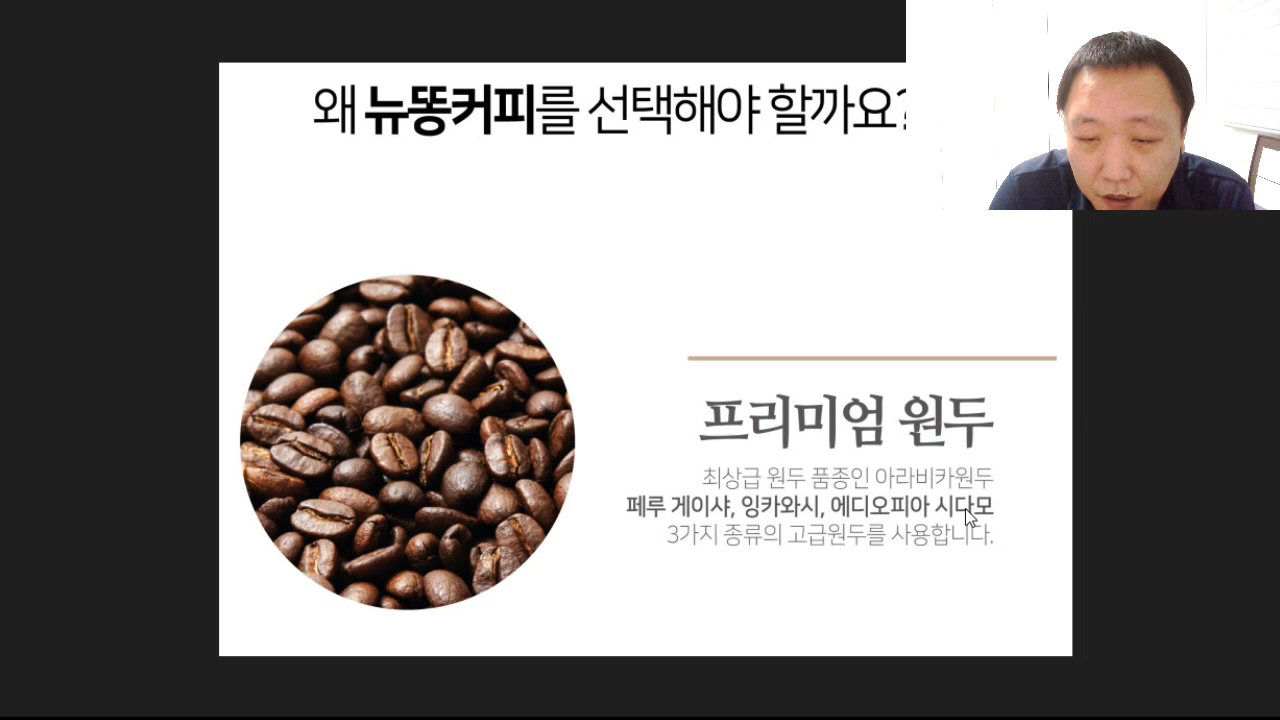 왜 뉴똥커피를 선택해야 할까요?
프리미엄 원두
최상급 원두 품종인 아라비카원두
페루 게이샤, 잉카와시, 에디오피아 시다모
3가지 종류의 고급원두를 사용합니다.